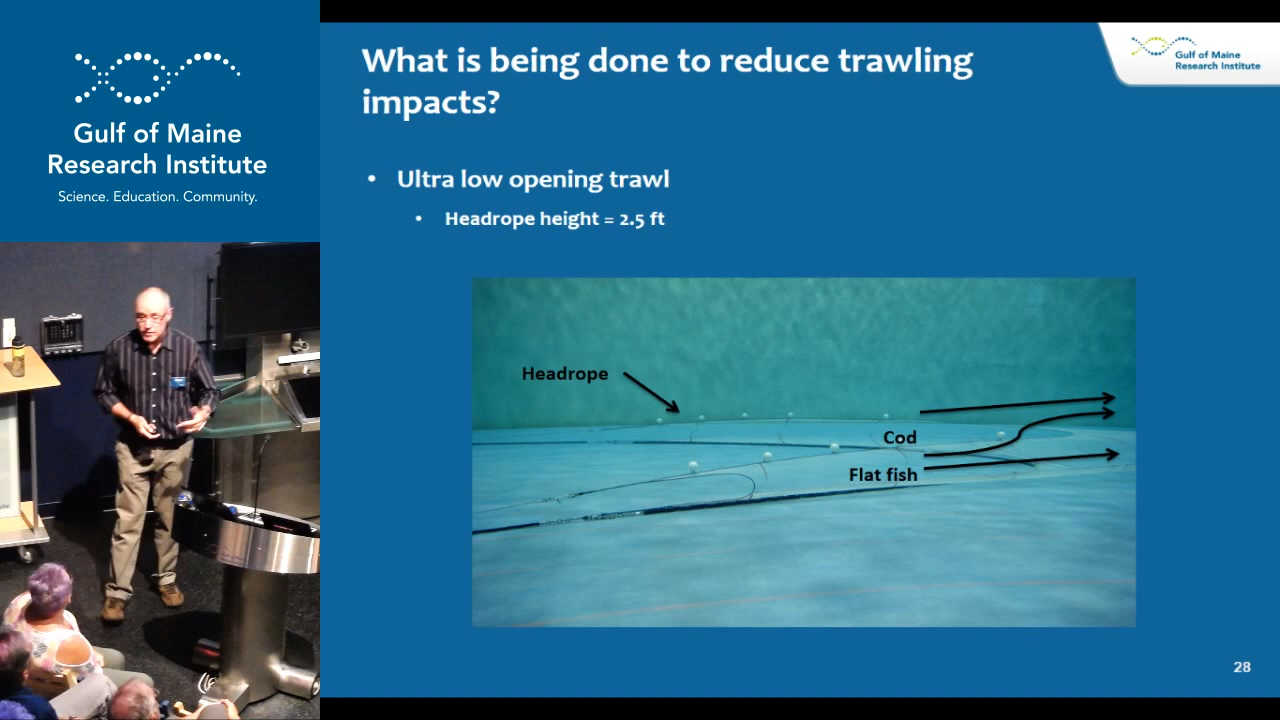 Gulf of Maine
Research Institute
Science. Education. Community.
What is being done to reduce trawling
impacts?
Gulf of Maine
Research Institute
• Ultra low opening trawl
• Headrope height = 2.5 ft
Headrope
Cod
Flat fish
28